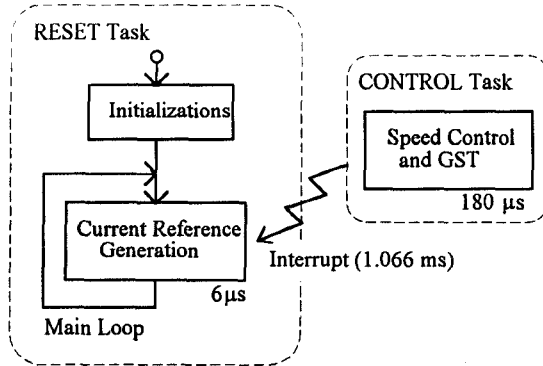 RESET Task
Initializations
Current Reference
Generation
6μs
Main Loop
CONTROL Task
Speed Control
and GST
180 μs
Interrupt (1.066 ms)